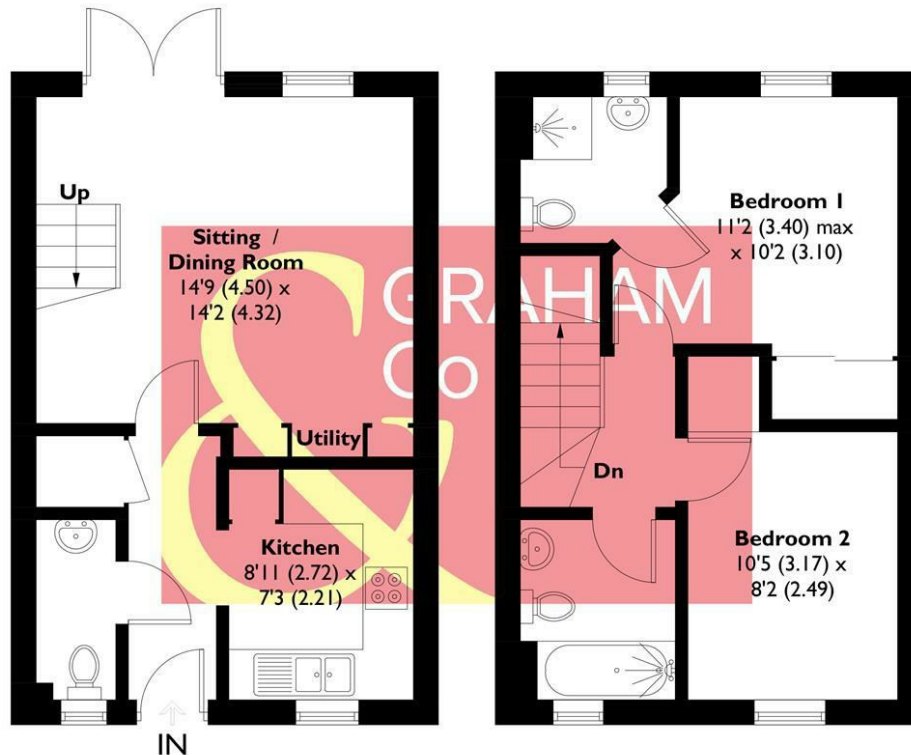 Up
Sitting /
Dining Room
14'9 (4.50) x
14'2 (4.32)
Utility
Kitchen
8'11 (2.72) x
7'3 (2.21)
IN
Bedroom 1
11'2 (3.40) max
x 10'2 (3.10)
Dn
Bedroom 2
10'5 (3.17) x
8'2 (2.49)
GRAHAM
& Co